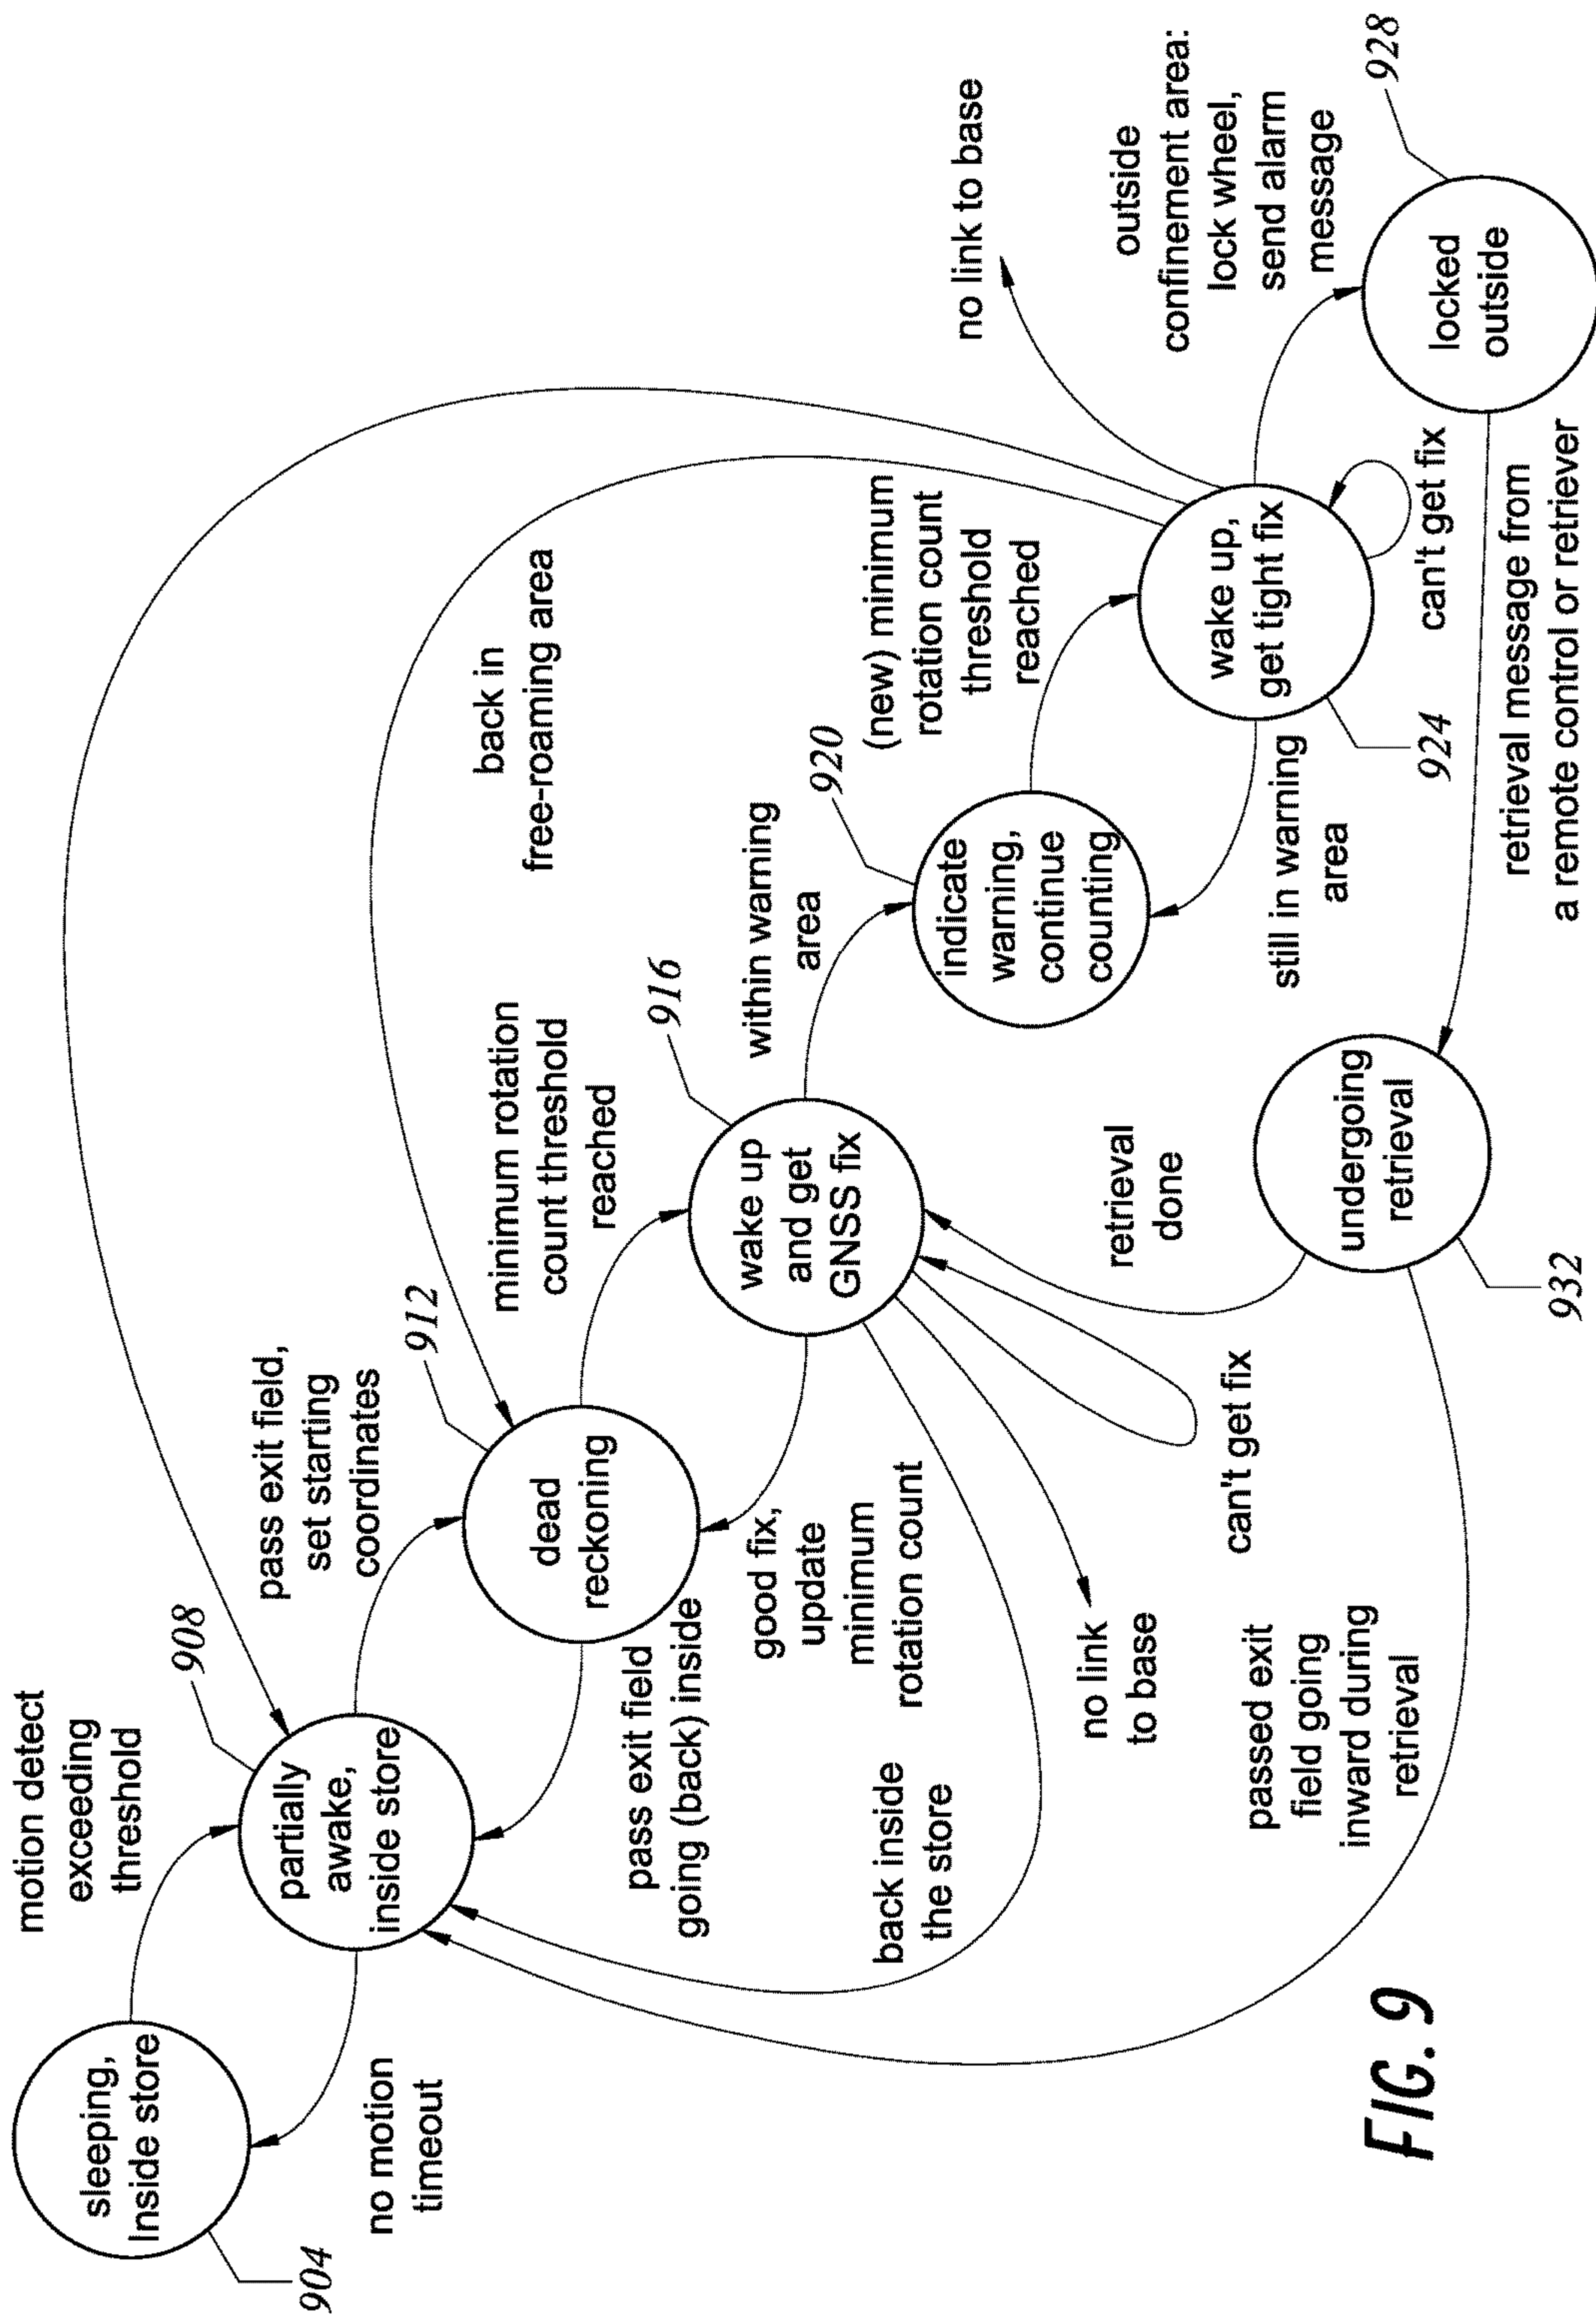 motion detect
exceeding
threshold
sleeping,
Inside store
904
no motion
timeout
908
partially
awake,
inside store
pass exit field,
set starting
coordinates
pass exit field
going (back) inside
912
dead
reckoning
minimum rotation
count threshold
reached
good fix,
update
minimum
rotation count
back inside
the store
916
wake up
and get
GNSS fix
no link
to base
can't get fix
within warning
area
back in
free-roaming area
920
indicate
warning,
continue
counting
(new) minimum
rotation count
threshold
reached
still in warning
area
924
wake up,
get tight fix
can't get fix
no link to base
outside
confinement area:
lock wheel,
send alarm
message
928
locked
outside
retrieval message from
a remote control or retriever
undergoing
retrieval
932
retrieval
done
passed exit
field going
inward during
retrieval
FIG. 9